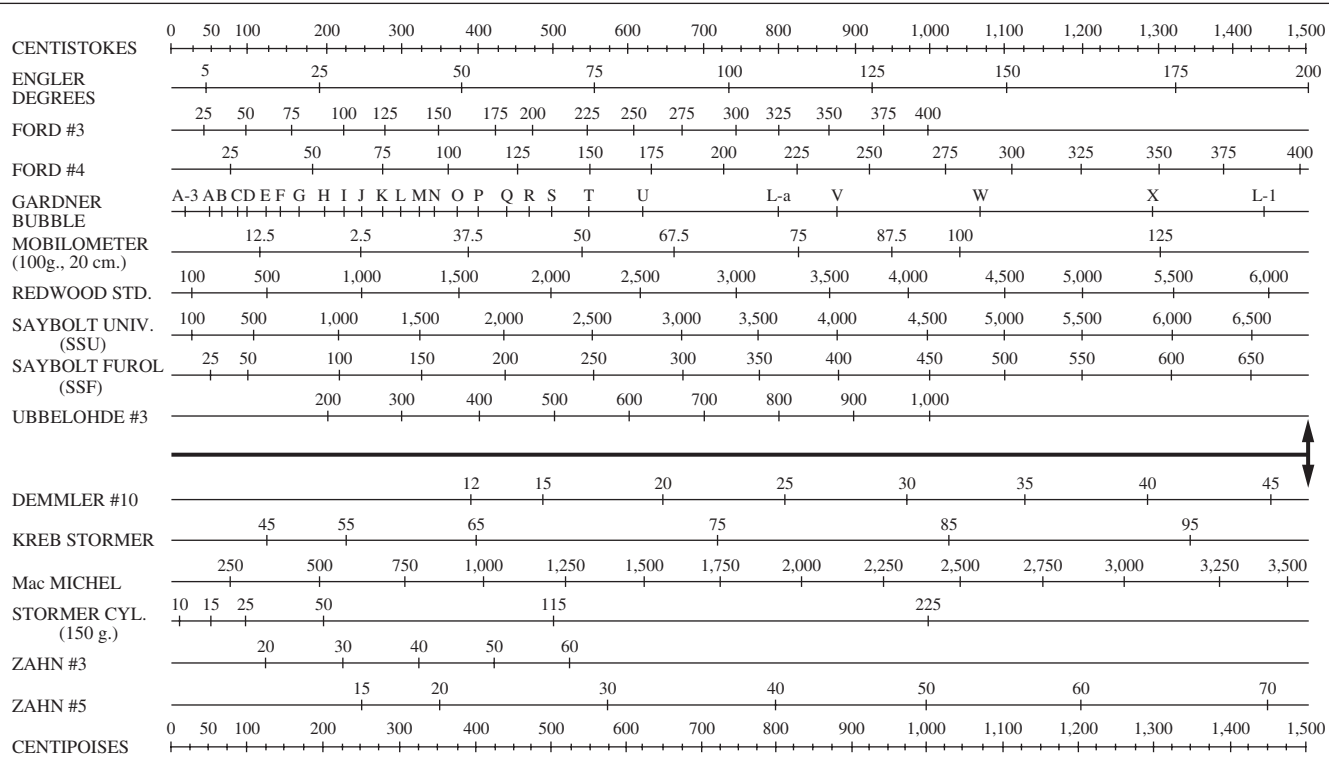 0 50 100 200 300 400 500 600 700 800 900 1,000 1,100 1,200 1,300 1,400 1,500
CENTISTOKES
5 25 50 75 100 125 150 175 200
ENGLER
DEGREES
25 50 75 100 125 150 175 200 225 250 275 300 325 350 375 400
FORD #3
25 50 75 100 125 150 175 200 225 250 275 300 325 350 375 400
FORD #4
A-3 A B C D E F G H I J K L M N O P Q R S T U L-a V W X L-1
GARDNER
BUBBLE
12.5 2.5 37.5 50 67.5 75 87.5 100 125
MOBILOMETER
(100g., 20 cm.)
100 500 1,000 1,500 2,000 2,500 3,000 3,500 4,000 4,500 5,000 5,500 6,000
REDWOOD STD.
100 500 1,000 1,500 2,000 2,500 3,000 3,500 4,000 4,500 5,000 5,500 6,000 6,500
SAYBOLT UNIV.
(SSU)
25 50 100 150 200 250 300 350 400 450 500 550 600 650
SAYBOLT FUROL
(SSF)
200 300 400 500 600 700 800 900 1,000
UBBELOHDE #3
12 15 20 25 30 35 40 45
DEMMLER #10
45 55 65 75 85 95
KREB STORMER
250 500 750 1,000 1,250 1,500 1,750 2,000 2,250 2,500 2,750 3,000 3,250 3,500
Mac MICHEL
10 15 25 50 115 225
STORMER CYL.
(150 g.)
20 30 40 50 60
ZAHN #3
15 20 30 40 50 60 70
ZAHN #5
0 50 100 200 300 400 500 600 700 800 900 1,000 1,100 1,200 1,300 1,400 1,500
CENTIPOISES